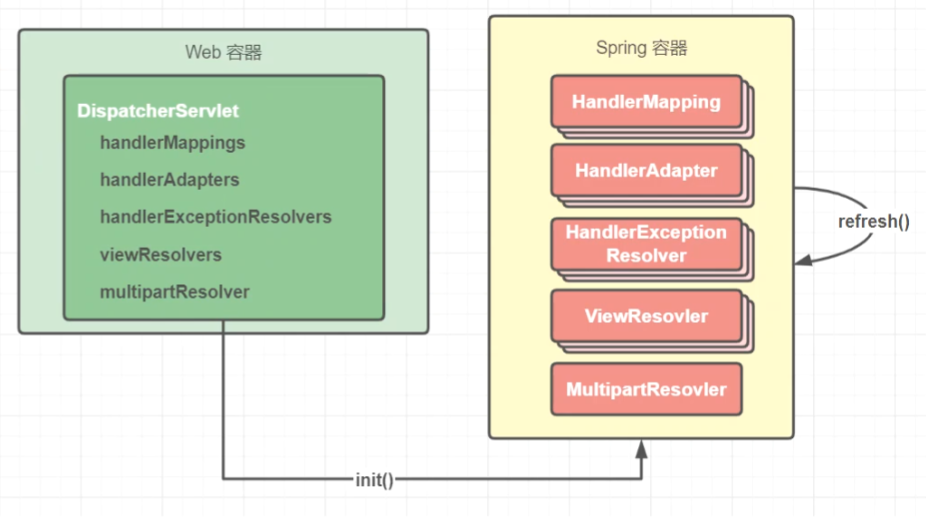 Web 容器
DispatcherServlet
handlerMappings
handlerAdapters
handlerExceptionResolvers
viewResolvers
multipartResolver
init()
Spring 容器
HandlerMapping
HandlerAdapter
HandlerException
Resolver
ViewResovler
MultipartResovler
refresh()